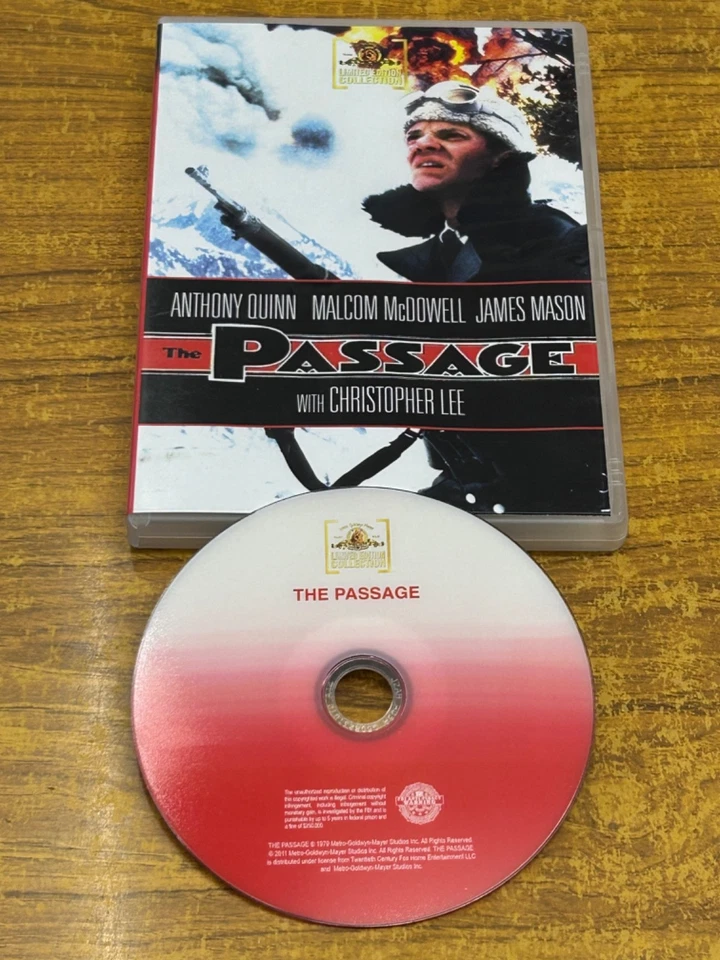 LIMITED EDITION
COLLECTION
ANTHONY QUINN MALCOM McDOWELL JAMES MASON
The PASSAGE
WITH CHRISTOPHER LEE
LIMITED EDITION
COLLECTION
THE PASSAGE
The unauthorized reproduction or distribution of
this copyrighted work is illegal. Criminal copyright
infringement, including infringement without
monetary gain, is investigated by the FBI and is
punishable by up to 5 years in federal prison and
a fine of $250,000.
WARNING
THE PASSAGE © 1979 Metro-Goldwyn-Mayer Studios Inc. All Rights Reserved.
© 2011 Metro-Goldwyn-Mayer Studios Inc. All Rights Reserved. THE PASSAGE
is distributed under license from Twentieth Century Fox Home Entertainment LLC
and Metro-Goldwyn-Mayer Studios Inc.